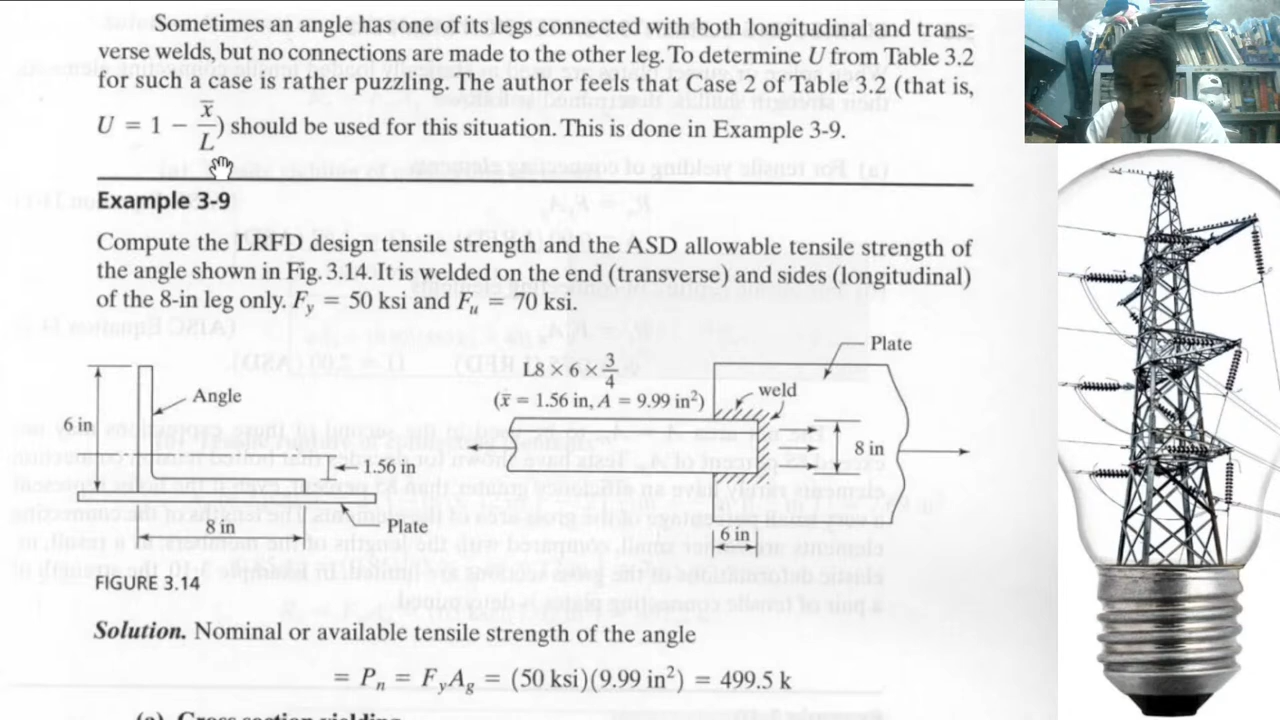 Sometimes an angle has one of its legs connected with both longitudinal and trans-
verse welds, but no connections are made to the other leg. To determine U from Table 3.2
for such a case is rather puzzling. The author feels that Case 2 of Table 3.2 (that is,
U = 1 − x̄/L) should be used for this situation. This is done in Example 3-9.
Example 3-9
Compute the LRFD design tensile strength and the ASD allowable tensile strength of
the angle shown in Fig. 3.14. It is welded on the end (transverse) and sides (longitudinal)
of the 8-in leg only. Fy = 50 ksi and Fu = 70 ksi.
6 in
Angle
1.56 in
Plate
8 in
L8 × 6 × 3/4
(x̄ = 1.56 in, A = 9.99 in²)
weld
Plate
8 in
6 in
FIGURE 3.14
Solution. Nominal or available tensile strength of the angle
= Pn = FyAg = (50 ksi)(9.99 in²) = 499.5 k
(a) Gross section yielding